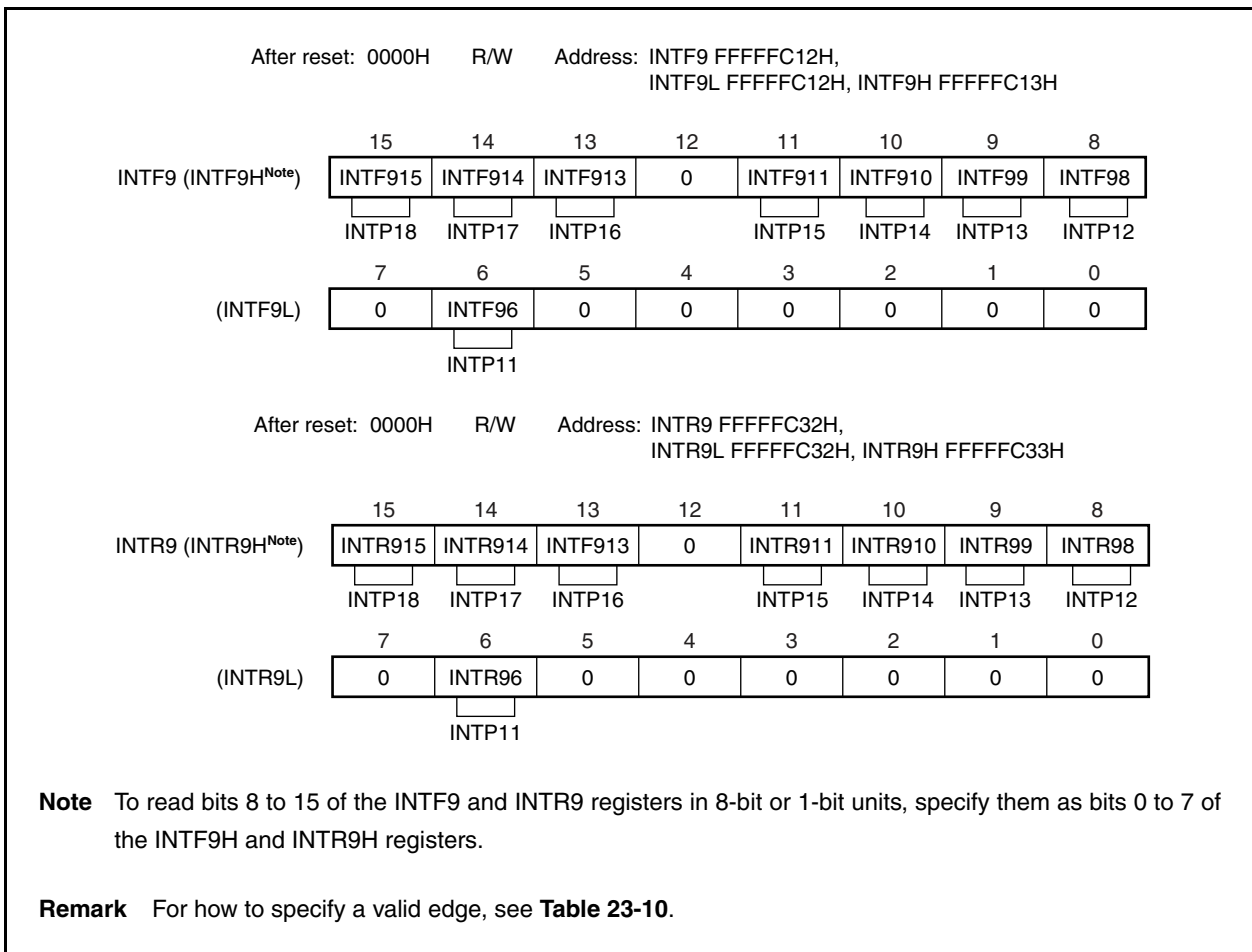 After reset: 0000H R/W Address: INTF9 FFFFFC12H,
INTF9L FFFFFC12H, INTF9H FFFFFC13H
15 14 13 12 11 10 9 8
INTF9 (INTF9HNote) INTF915 INTF914 INTF913 0 INTF911 INTF910 INTF99 INTF98
INTP18 INTP17 INTP16 INTP15 INTP14 INTP13 INTP12
7 6 5 4 3 2 1 0
(INTF9L) 0 INTF96 0 0 0 0 0 0
INTP11
After reset: 0000H R/W Address: INTR9 FFFFFC32H,
INTR9L FFFFFC32H, INTR9H FFFFFC33H
15 14 13 12 11 10 9 8
INTR9 (INTR9HNote) INTR915 INTR914 INTF913 0 INTR911 INTR910 INTR99 INTR98
INTP18 INTP17 INTP16 INTP15 INTP14 INTP13 INTP12
7 6 5 4 3 2 1 0
(INTR9L) 0 INTR96 0 0 0 0 0 0
INTP11
Note To read bits 8 to 15 of the INTF9 and INTR9 registers in 8-bit or 1-bit units, specify them as bits 0 to 7 of
the INTF9H and INTR9H registers.
Remark For how to specify a valid edge, see Table 23-10.